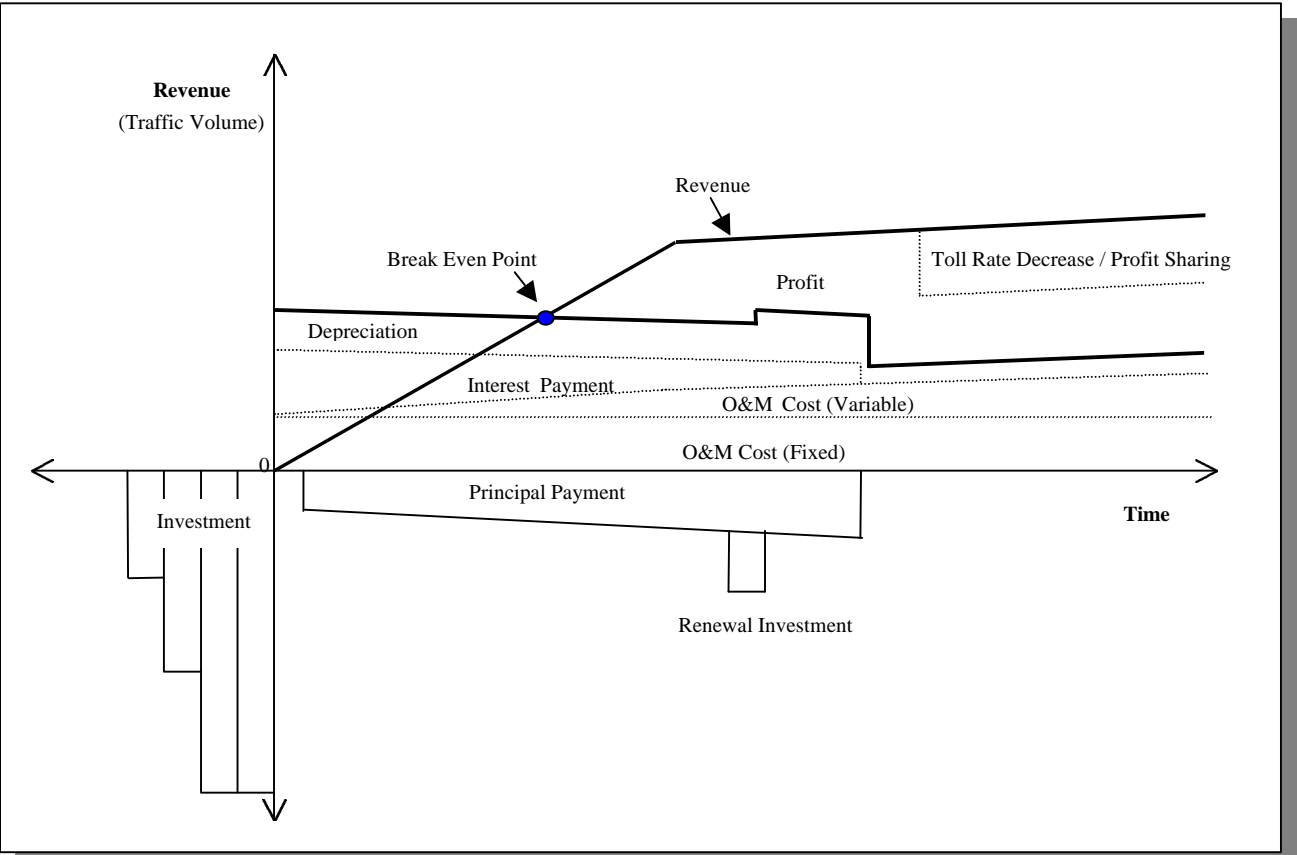 Revenue
(Traffic Volume)
Revenue
Break Even Point
Toll Rate Decrease / Profit Sharing
Profit
Depreciation
Interest Payment
O&M Cost (Variable)
O&M Cost (Fixed)
0
Principal Payment
Investment
Time
Renewal Investment